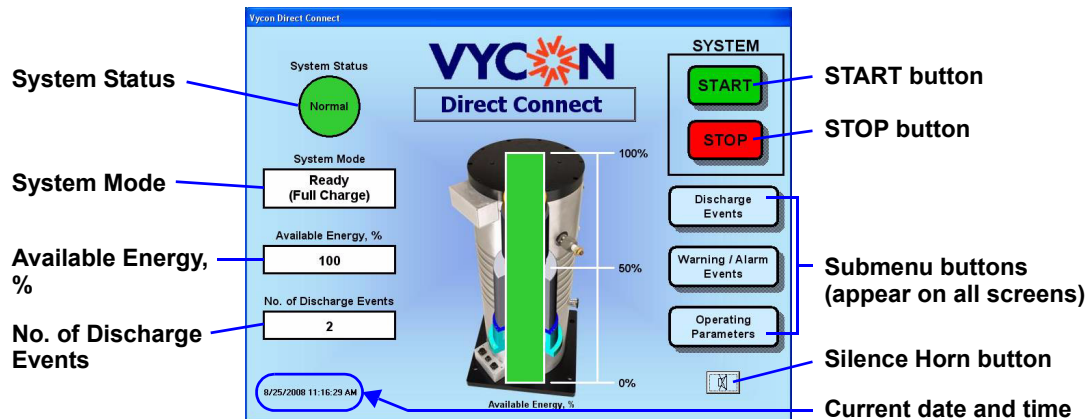 Vycon Direct Connect
System Status
System Mode
Available Energy,
%
No. of Discharge
Events
System Status
Normal
System Mode
Ready
(Full Charge)
Available Energy, %
100
No. of Discharge Events
2
8/25/2008 11:16:29 AM
VYCON
Direct Connect
100%
50%
0%
Available Energy, %
SYSTEM
START
STOP
Discharge
Events
Warning / Alarm
Events
Operating
Parameters
START button
STOP button
Submenu buttons
(appear on all screens)
Silence Horn button
Current date and time